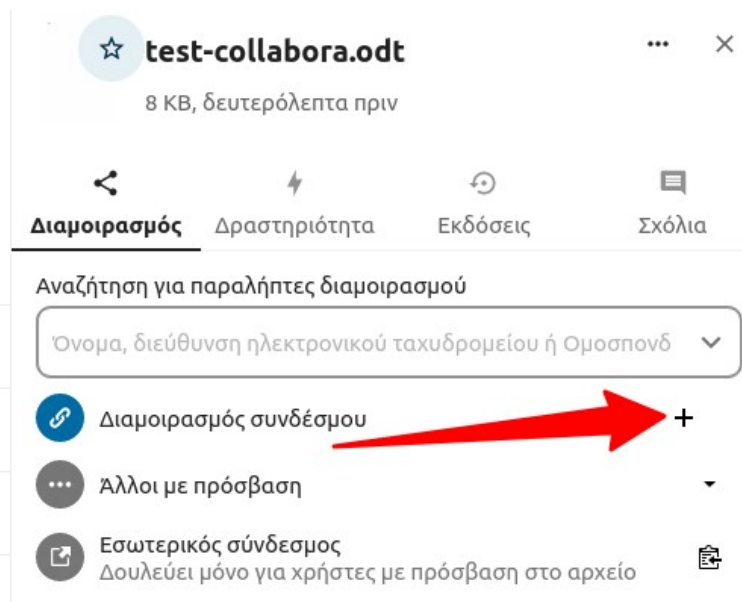 test-collabora.odt
8 KB, δευτερόλεπτα πριν
Διαμοιρασμός Δραστηριότητα Εκδόσεις Σχόλια
Αναζήτηση για παραλήπτες διαμοιρασμού
Όνομα, διεύθυνση ηλεκτρονικού ταχυδρομείου ή Ομοσπονδ
Διαμοιρασμός συνδέσμου
Άλλοι με πρόσβαση
Εσωτερικός σύνδεσμος
Δουλεύει μόνο για χρήστες με πρόσβαση στο αρχείο